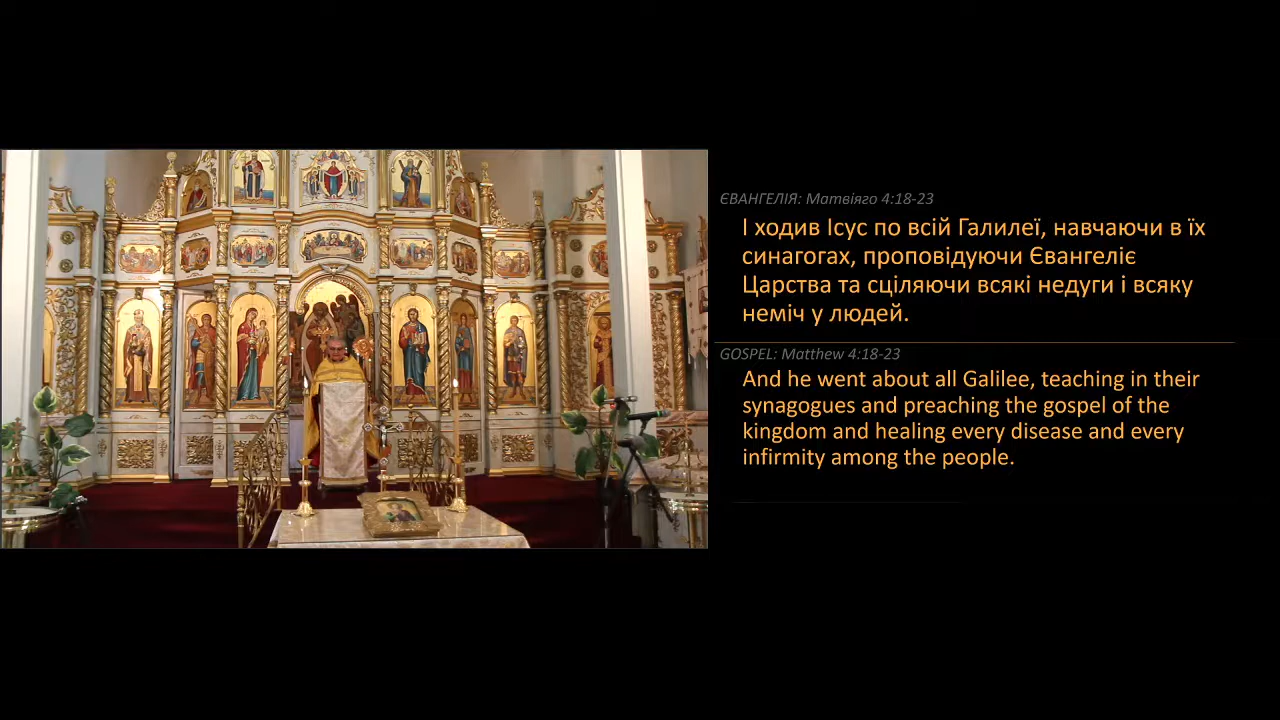 ЄВАНГЕЛІЯ: Матвіяго 4:18-23
І ходив Ісус по всій Галилеї, навчаючи в їх
синагогах, проповідуючи Євангеліє
Царства та сціляючи всякі недуги і всяку
неміч у людей.
GOSPEL: Matthew 4:18-23
And he went about all Galilee, teaching in their
synagogues and preaching the gospel of the
kingdom and healing every disease and every
infirmity among the people.